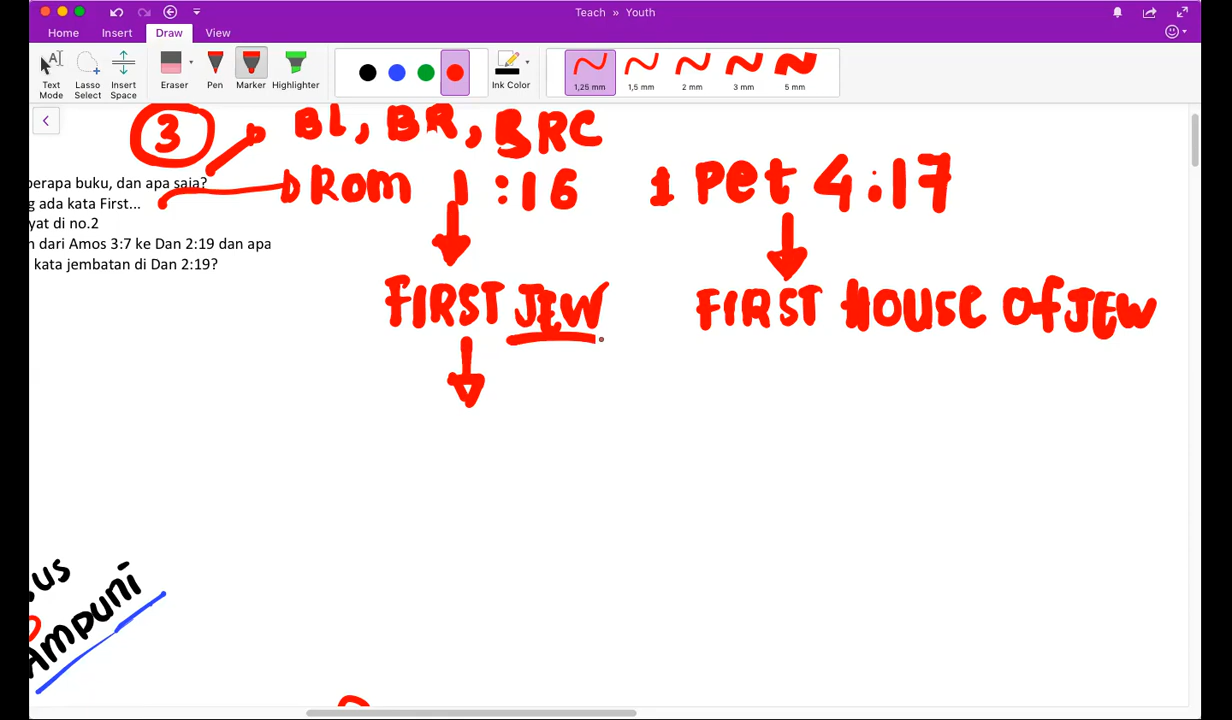 Teach » Youth
Home Insert Draw View
Text Mode
Lasso Select
Insert Space
Eraser
Pen
Marker
Highlighter
Ink Color
1,25 mm
1,5 mm
2 mm
3 mm
5 mm
3 BL, BR, BRC
berapa buku, dan apa saja?
g ada kata First...
yat di no.2
n dari Amos 3:7 ke Dan 2:19 dan apa
kata jembatan di Dan 2:19?
Rom 1:16 1 Pet 4:17
FIRST JEW FIRST HOUSE Of JEW
sus
Ampuni